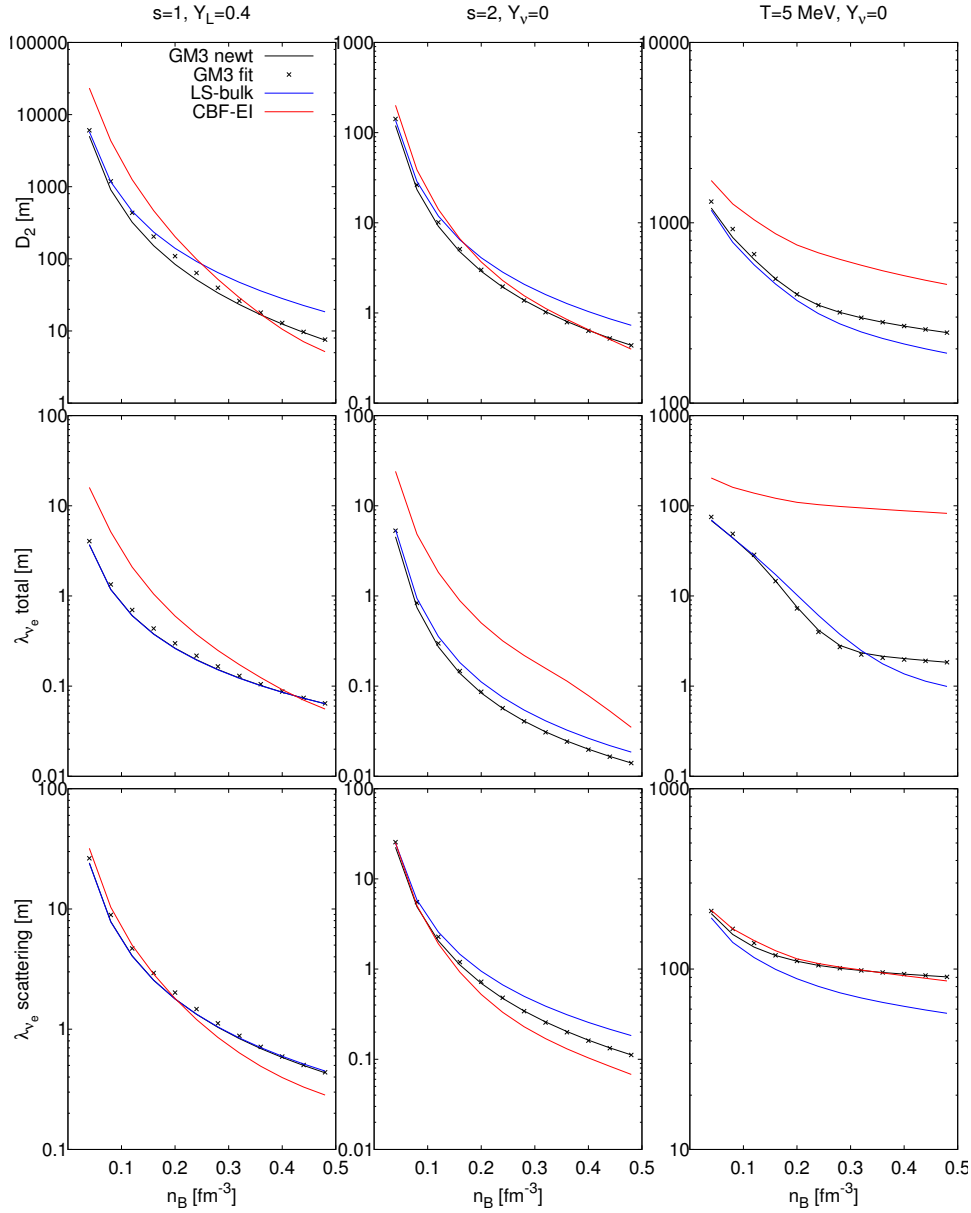 s=1, Y_L=0.4
s=2, Y_ν=0
T=5 MeV, Y_ν=0
D_2 [m]
100000
10000
1000
100
10
1
GM3 newt
GM3 fit
LS-bulk
CBF-EI
1000
100
10
1
0.1
10000
1000
100
λ_{ν_e} total [m]
100
10
1
0.1
0.01
100
10
1
0.1
0.01
1000
100
10
1
0.1
λ_{ν_e} scattering [m]
100
10
1
0.1
100
10
1
0.1
0.01
1000
100
10
0.1 0.2 0.3 0.4 0.5
0.1 0.2 0.3 0.4 0.5
0.1 0.2 0.3 0.4 0.5
n_B [fm^{-3}]
n_B [fm^{-3}]
n_B [fm^{-3}]